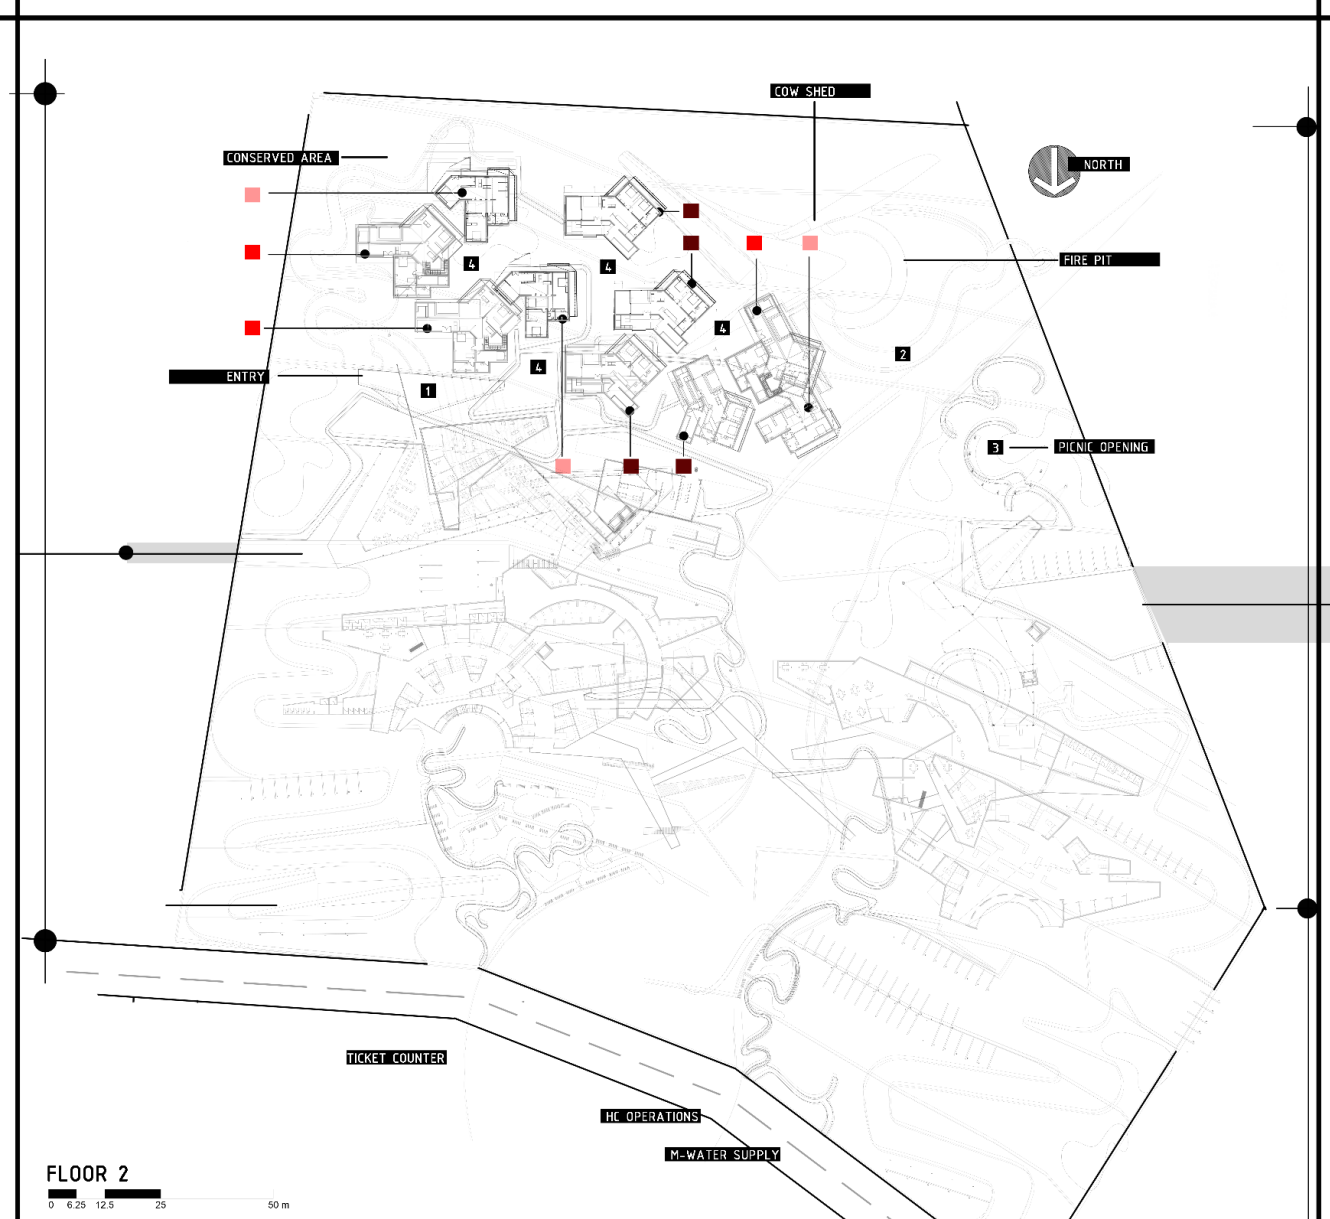 COW SHED
CONSERVED AREA
NORTH
FIRE PIT
4
4
4
2
4
ENTRY
1
3
PICNIC OPENING
TICKET COUNTER
HC OPERATIONS
M-WATER SUPPLY
FLOOR 2
0 6.25 12.5 25 50 m